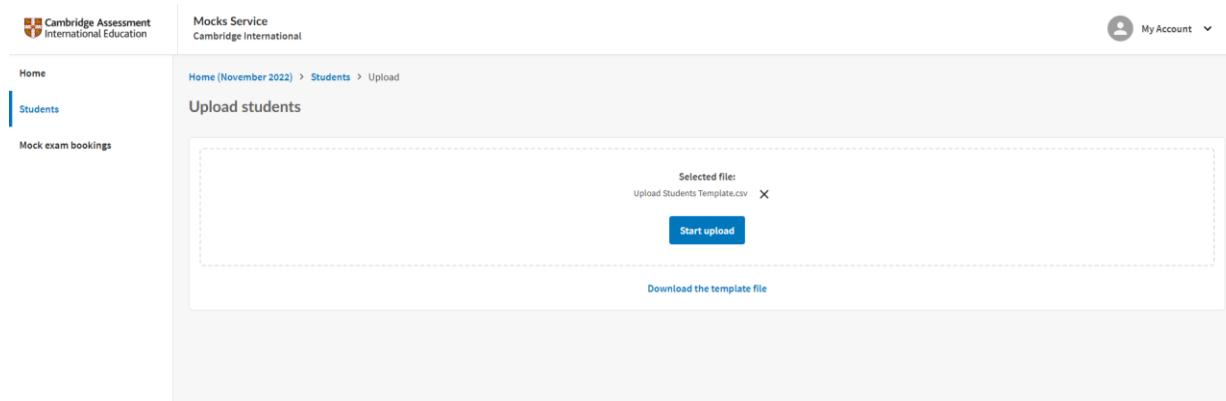 Cambridge Assessment
International Education
Mocks Service
Cambridge International
My Account
Home
Students
Mock exam bookings
Home (November 2022) > Students > Upload
Upload students
Selected file:
Upload Students Template.csv
Start upload
Download the template file